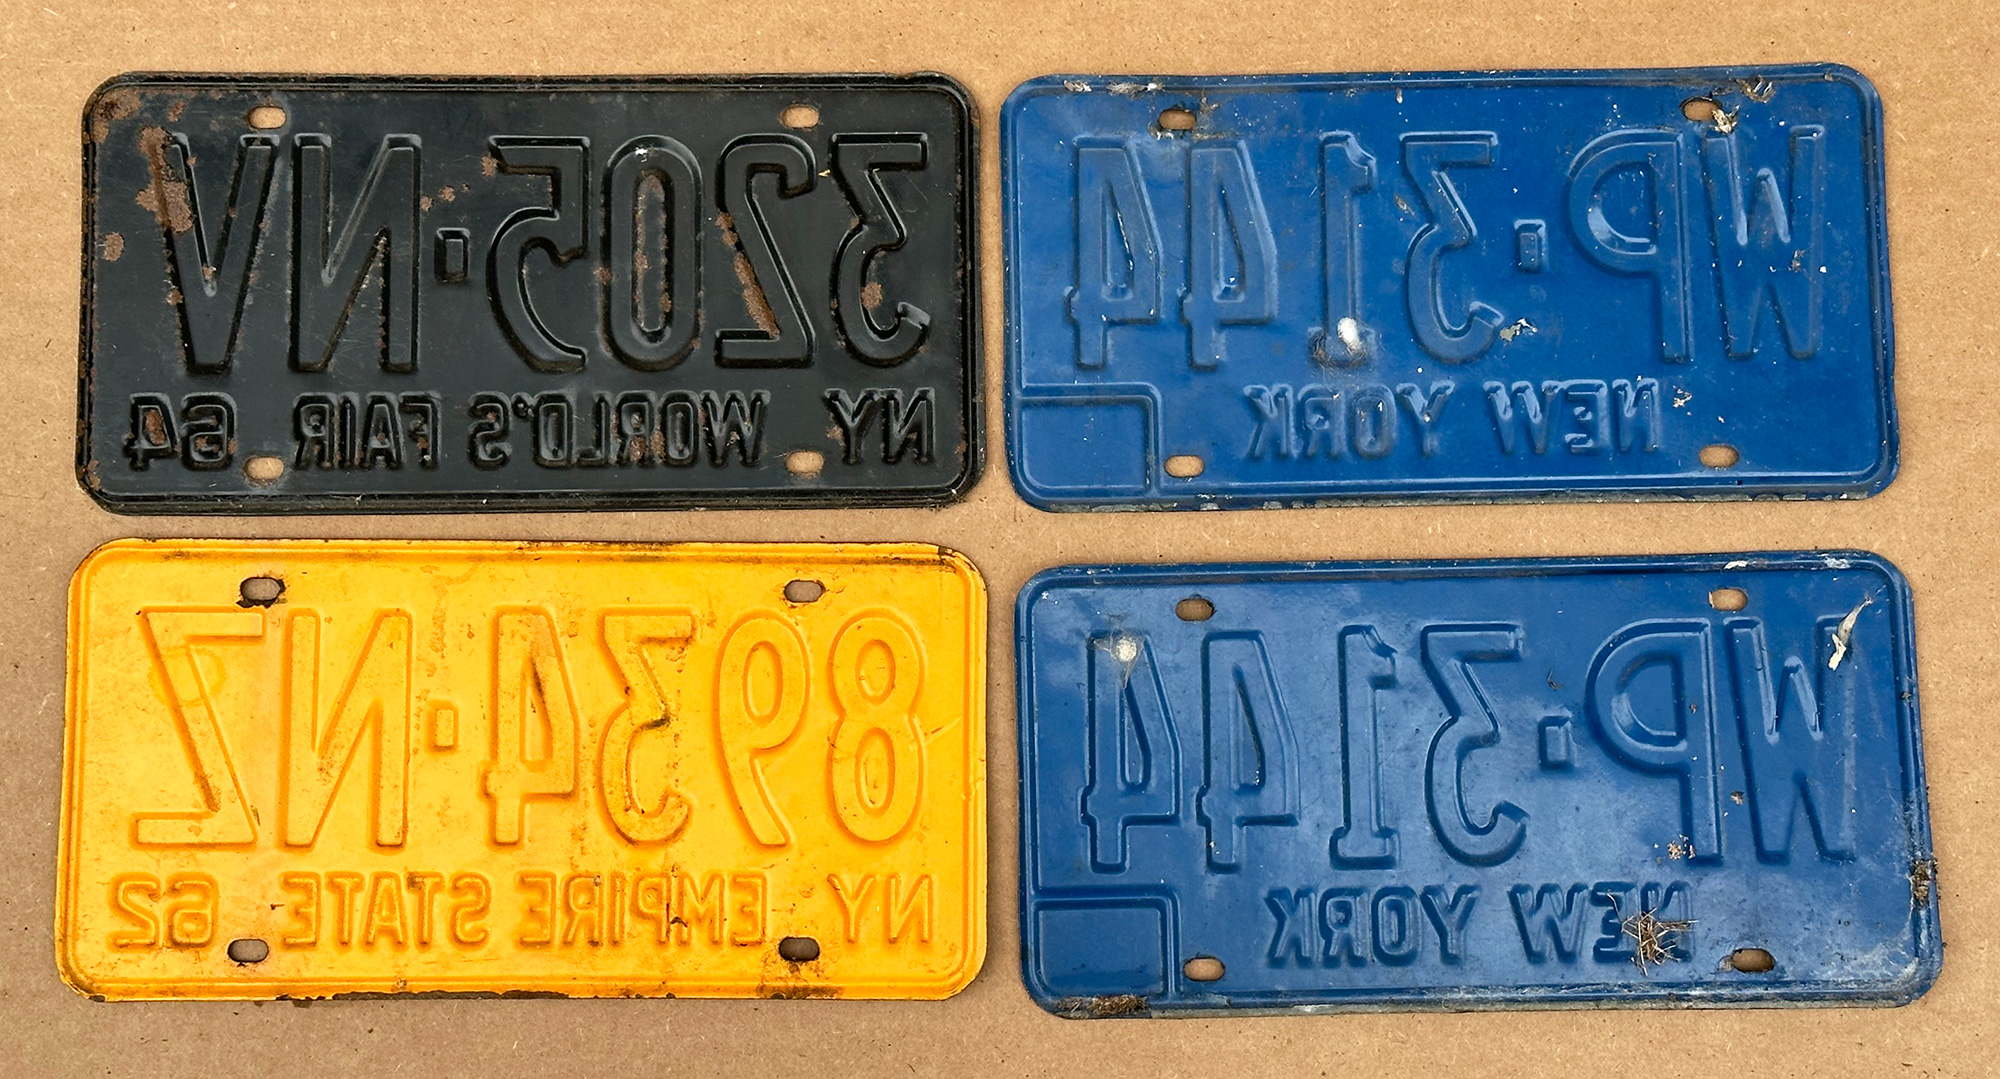 3205-NV
NY WORLD'S FAIR 64
WP-3144
NEW YORK
8934-NZ
NY EMPIRE STATE 62
WP-3144
NEW YORK